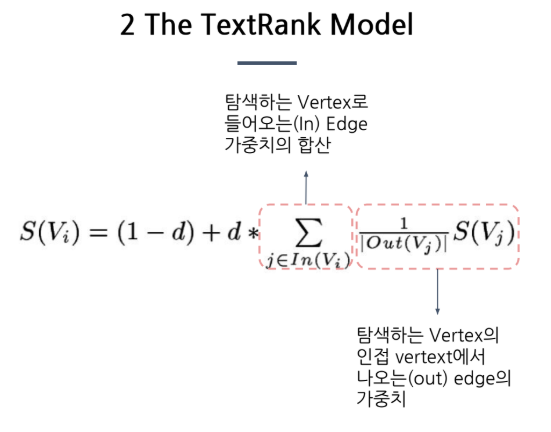 2 The TextRank Model
탐색하는 Vertex로
들어오는(In) Edge
가중치의 합산
S(V_i) = (1 − d) + d * ∑_{j∈In(V_i)} \frac{1}{|Out(V_j)|} S(V_j)
탐색하는 Vertex의
인접 vertext에서
나오는(out) edge의
가중치